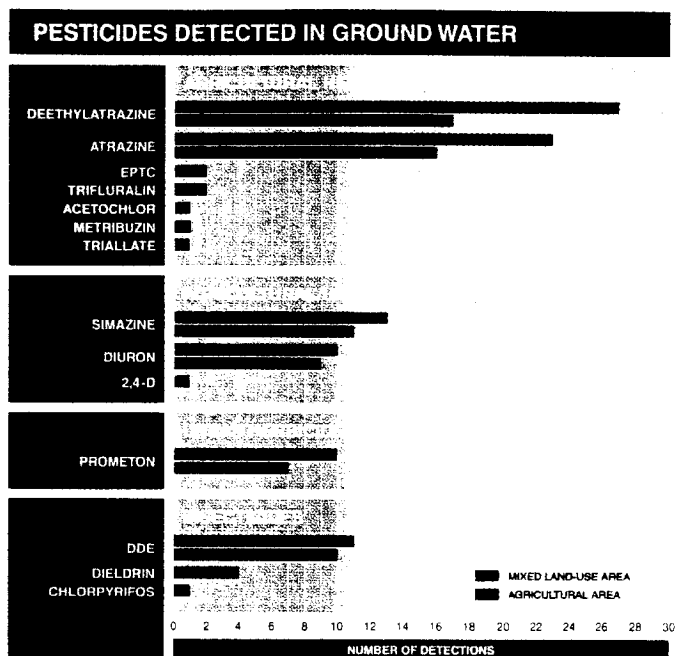 PESTICIDES DETECTED IN GROUND WATER
DEETHYLATRAZINE
ATRAZINE
EPTC
TRIFLURALIN
ACETOCHLOR
METRIBUZIN
TRIALLATE
SIMAZINE
DIURON
2,4-D
PROMETON
DDE
DIELDRIN
CHLORPYRIFOS
MIXED LAND-USE AREA
AGRICULTURAL AREA
0 2 4 6 8 10 12 14 16 18 20 22 24 26 28 30
NUMBER OF DETECTIONS